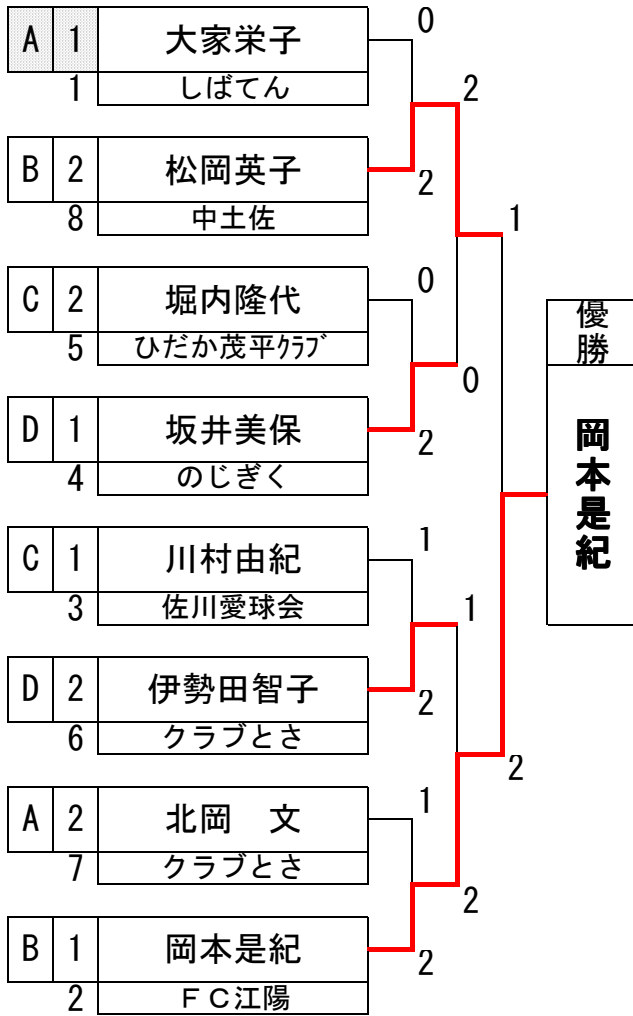 0
A 1 大家栄子
1 しばてん
2
B 2 松岡英子
2
8 中土佐
1
0
C 2 堀内隆代
優勝
5 ひだか茂平ｸﾗﾌﾞ
0
D 1 坂井美保
2
4 のじぎく
岡本是紀
1
C 1 川村由紀
3 佐川愛球会
1
D 2 伊勢田智子
2
6 クラブとさ
2
1
A 2 北岡　文
7 クラブとさ
2
B 1 岡本是紀
2
2 ＦＣ江陽